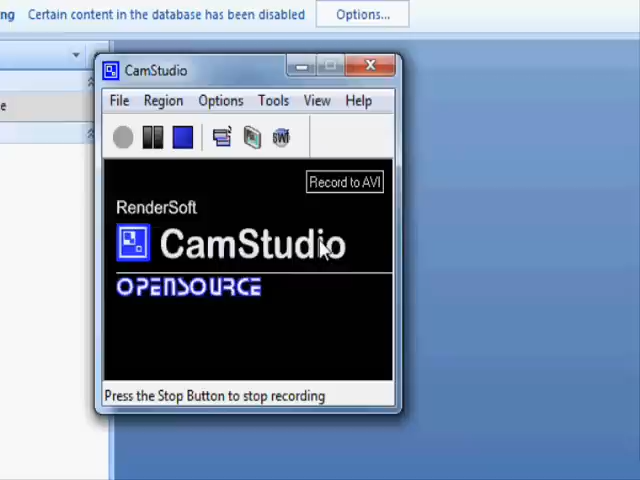 ng Certain content in the database has been disabled Options...
CamStudio
File Region Options Tools View Help
e
Record to AVI
RenderSoft
CamStudio
OPENSOURCE
Press the Stop Button to stop recording